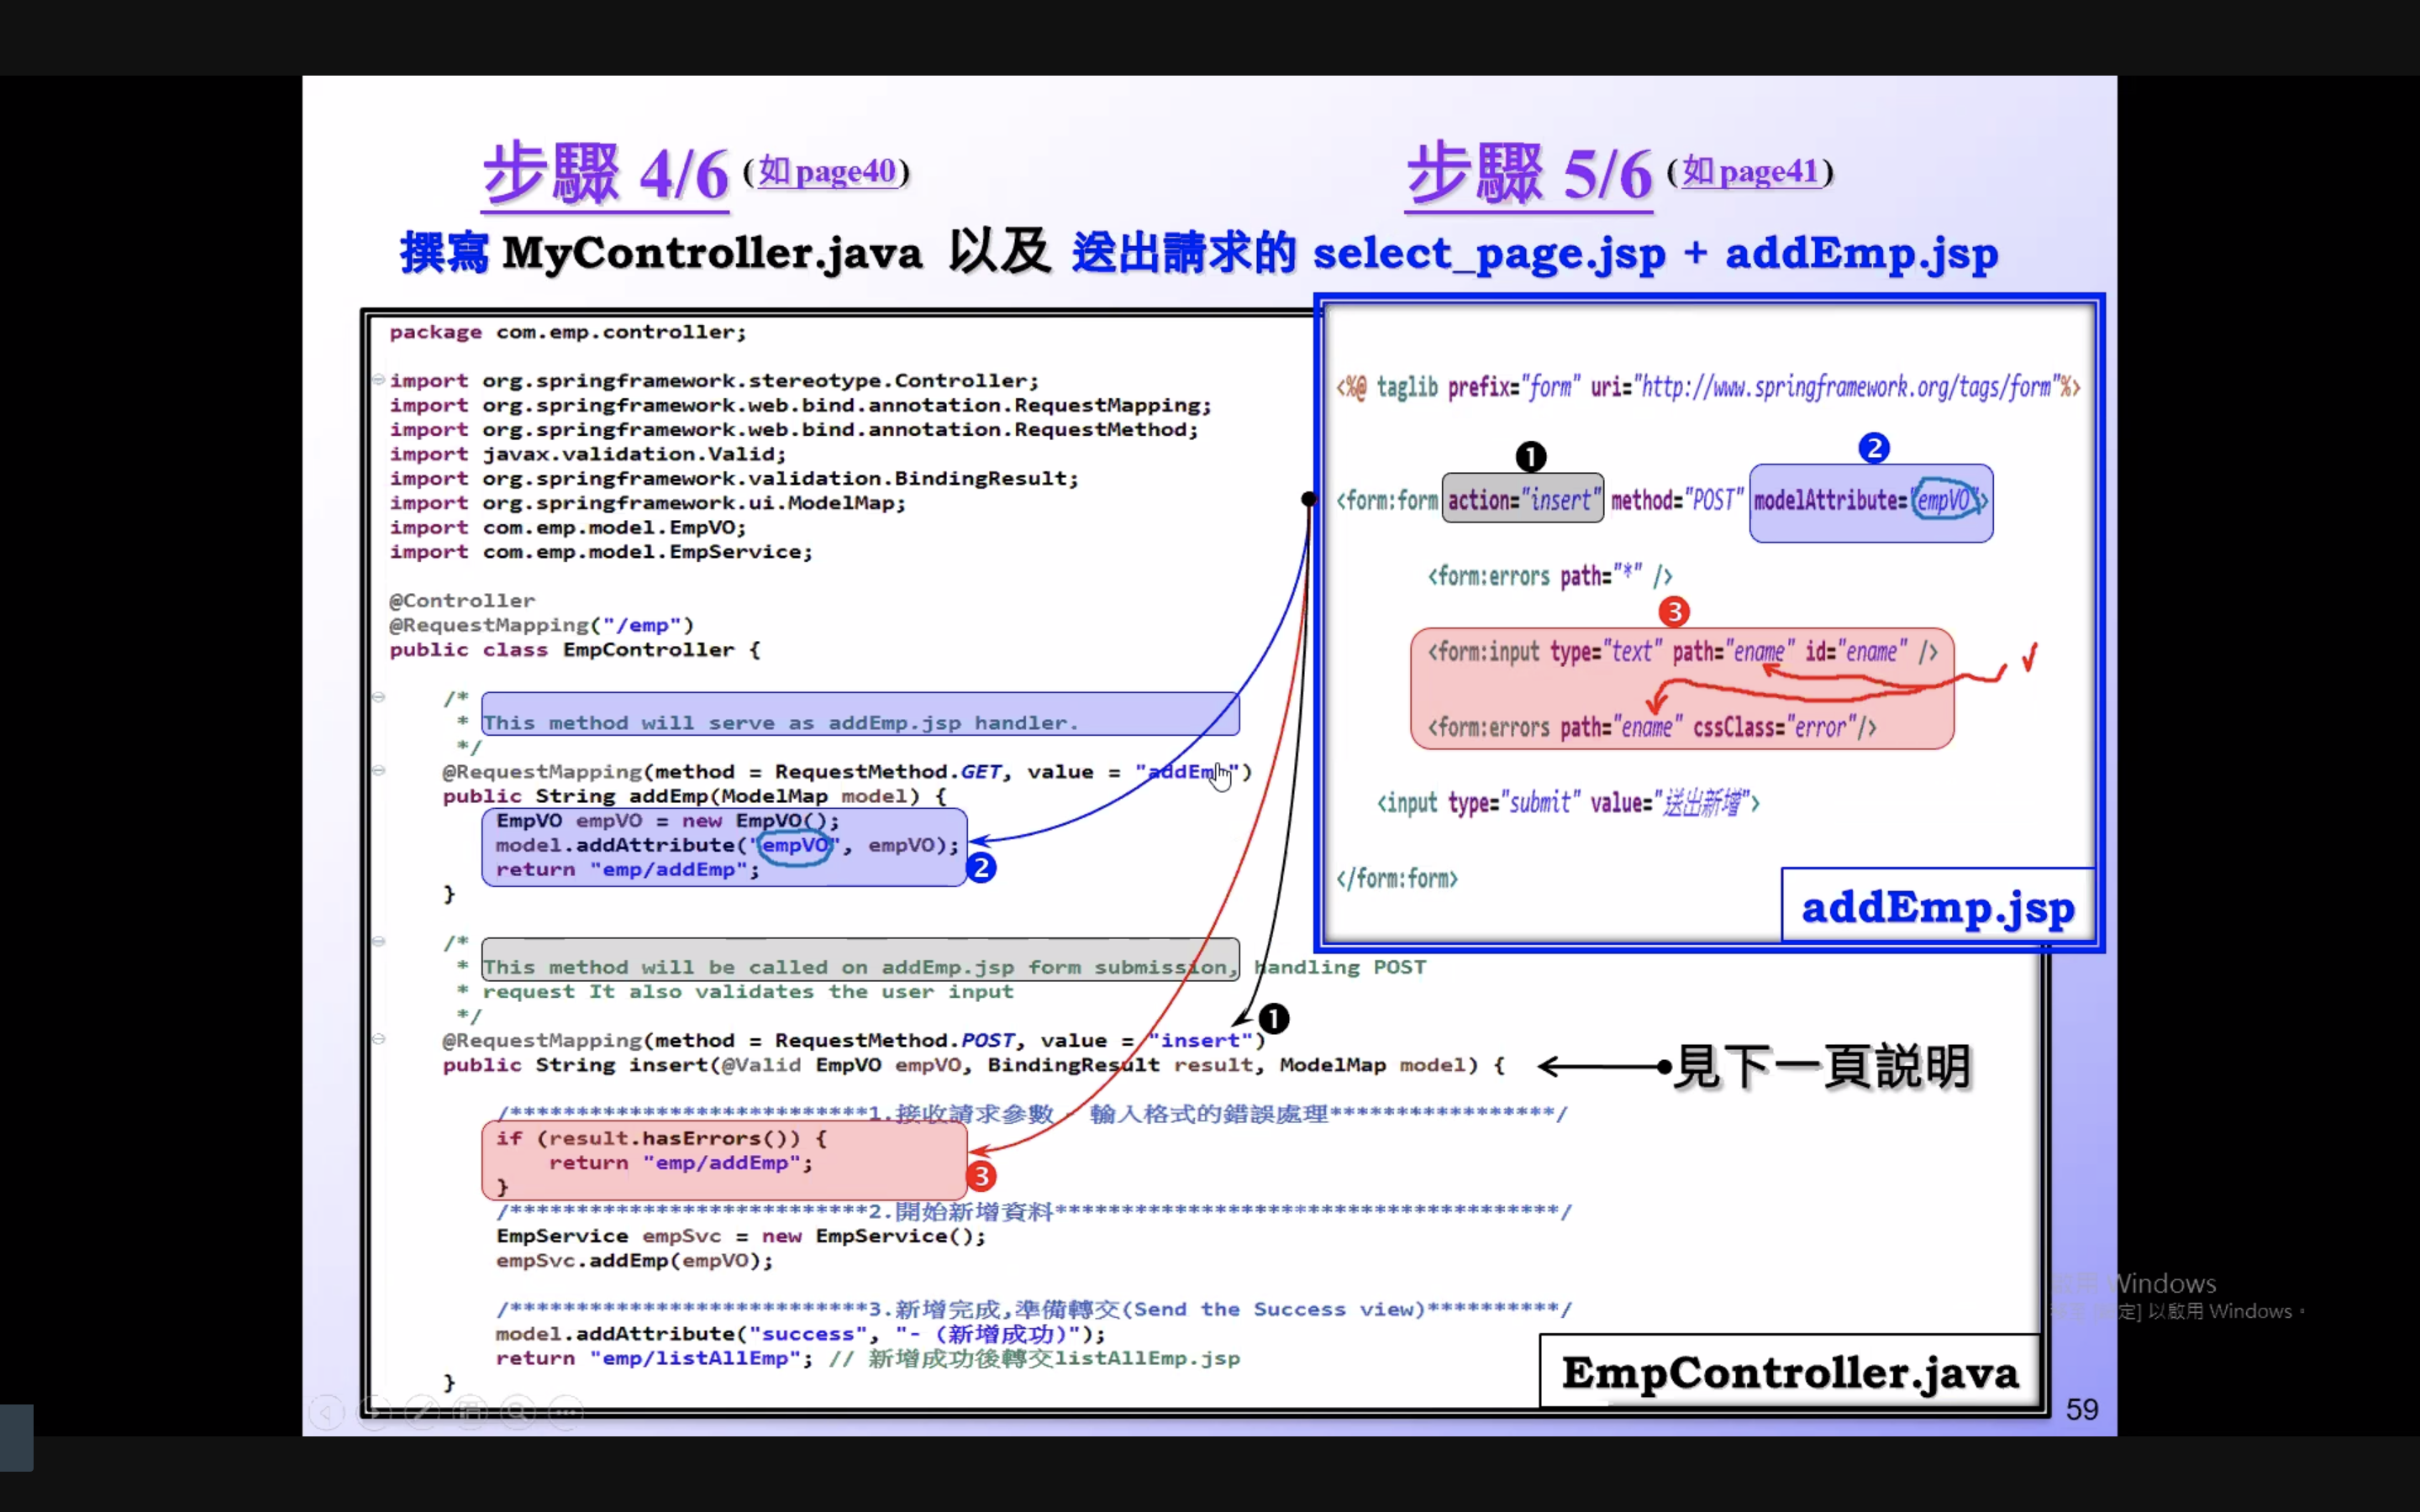 步驟 4/6 (如page40)
步驟 5/6 (如page41)
撰寫 MyController.java 以及 送出請求的 select_page.jsp + addEmp.jsp
package com.emp.controller;
import org.springframework.stereotype.Controller;
import org.springframework.web.bind.annotation.RequestMapping;
import org.springframework.web.bind.annotation.RequestMethod;
import javax.validation.Valid;
import org.springframework.validation.BindingResult;
import org.springframework.ui.ModelMap;
import com.emp.model.EmpVO;
import com.emp.model.EmpService;
@Controller
@RequestMapping("/emp")
public class EmpController {
/*
* This method will serve as addEmp.jsp handler.
*/
@RequestMapping(method = RequestMethod.GET, value = "addEmp")
public String addEmp(ModelMap model) {
EmpVO empVO = new EmpVO();
model.addAttribute("empVO", empVO);
return "emp/addEmp";
2
}
/*
* This method will be called on addEmp.jsp form submission, handling POST
* request It also validates the user input
*/
1
@RequestMapping(method = RequestMethod.POST, value = "insert")
public String insert(@Valid EmpVO empVO, BindingResult result, ModelMap model) {
見下一頁説明
/***************************1.接收請求參數 - 輸入格式的錯誤處理*****************/
if (result.hasErrors()) {
return "emp/addEmp";
3
}
/***************************2.開始新增資料**************************************/
EmpService empSvc = new EmpService();
empSvc.addEmp(empVO);
/***************************3.新增完成,準備轉交(Send the Success view)**********/
model.addAttribute("success", "- (新增成功)");
return "emp/listAllEmp"; // 新增成功後轉交listAllEmp.jsp
}
EmpController.java
<%@ taglib prefix="form" uri="http://www.springframework.org/tags/form"%>
1
2
<form:form action="insert" method="POST" modelAttribute="empVO">
<form:errors path="*" />
3
<form:input type="text" path="ename" id="ename" />
<form:errors path="ename" cssClass="error"/>
<input type="submit" value="送出新增">
</form:form>
addEmp.jsp
59
Windows
定] 以啟用 Windows。